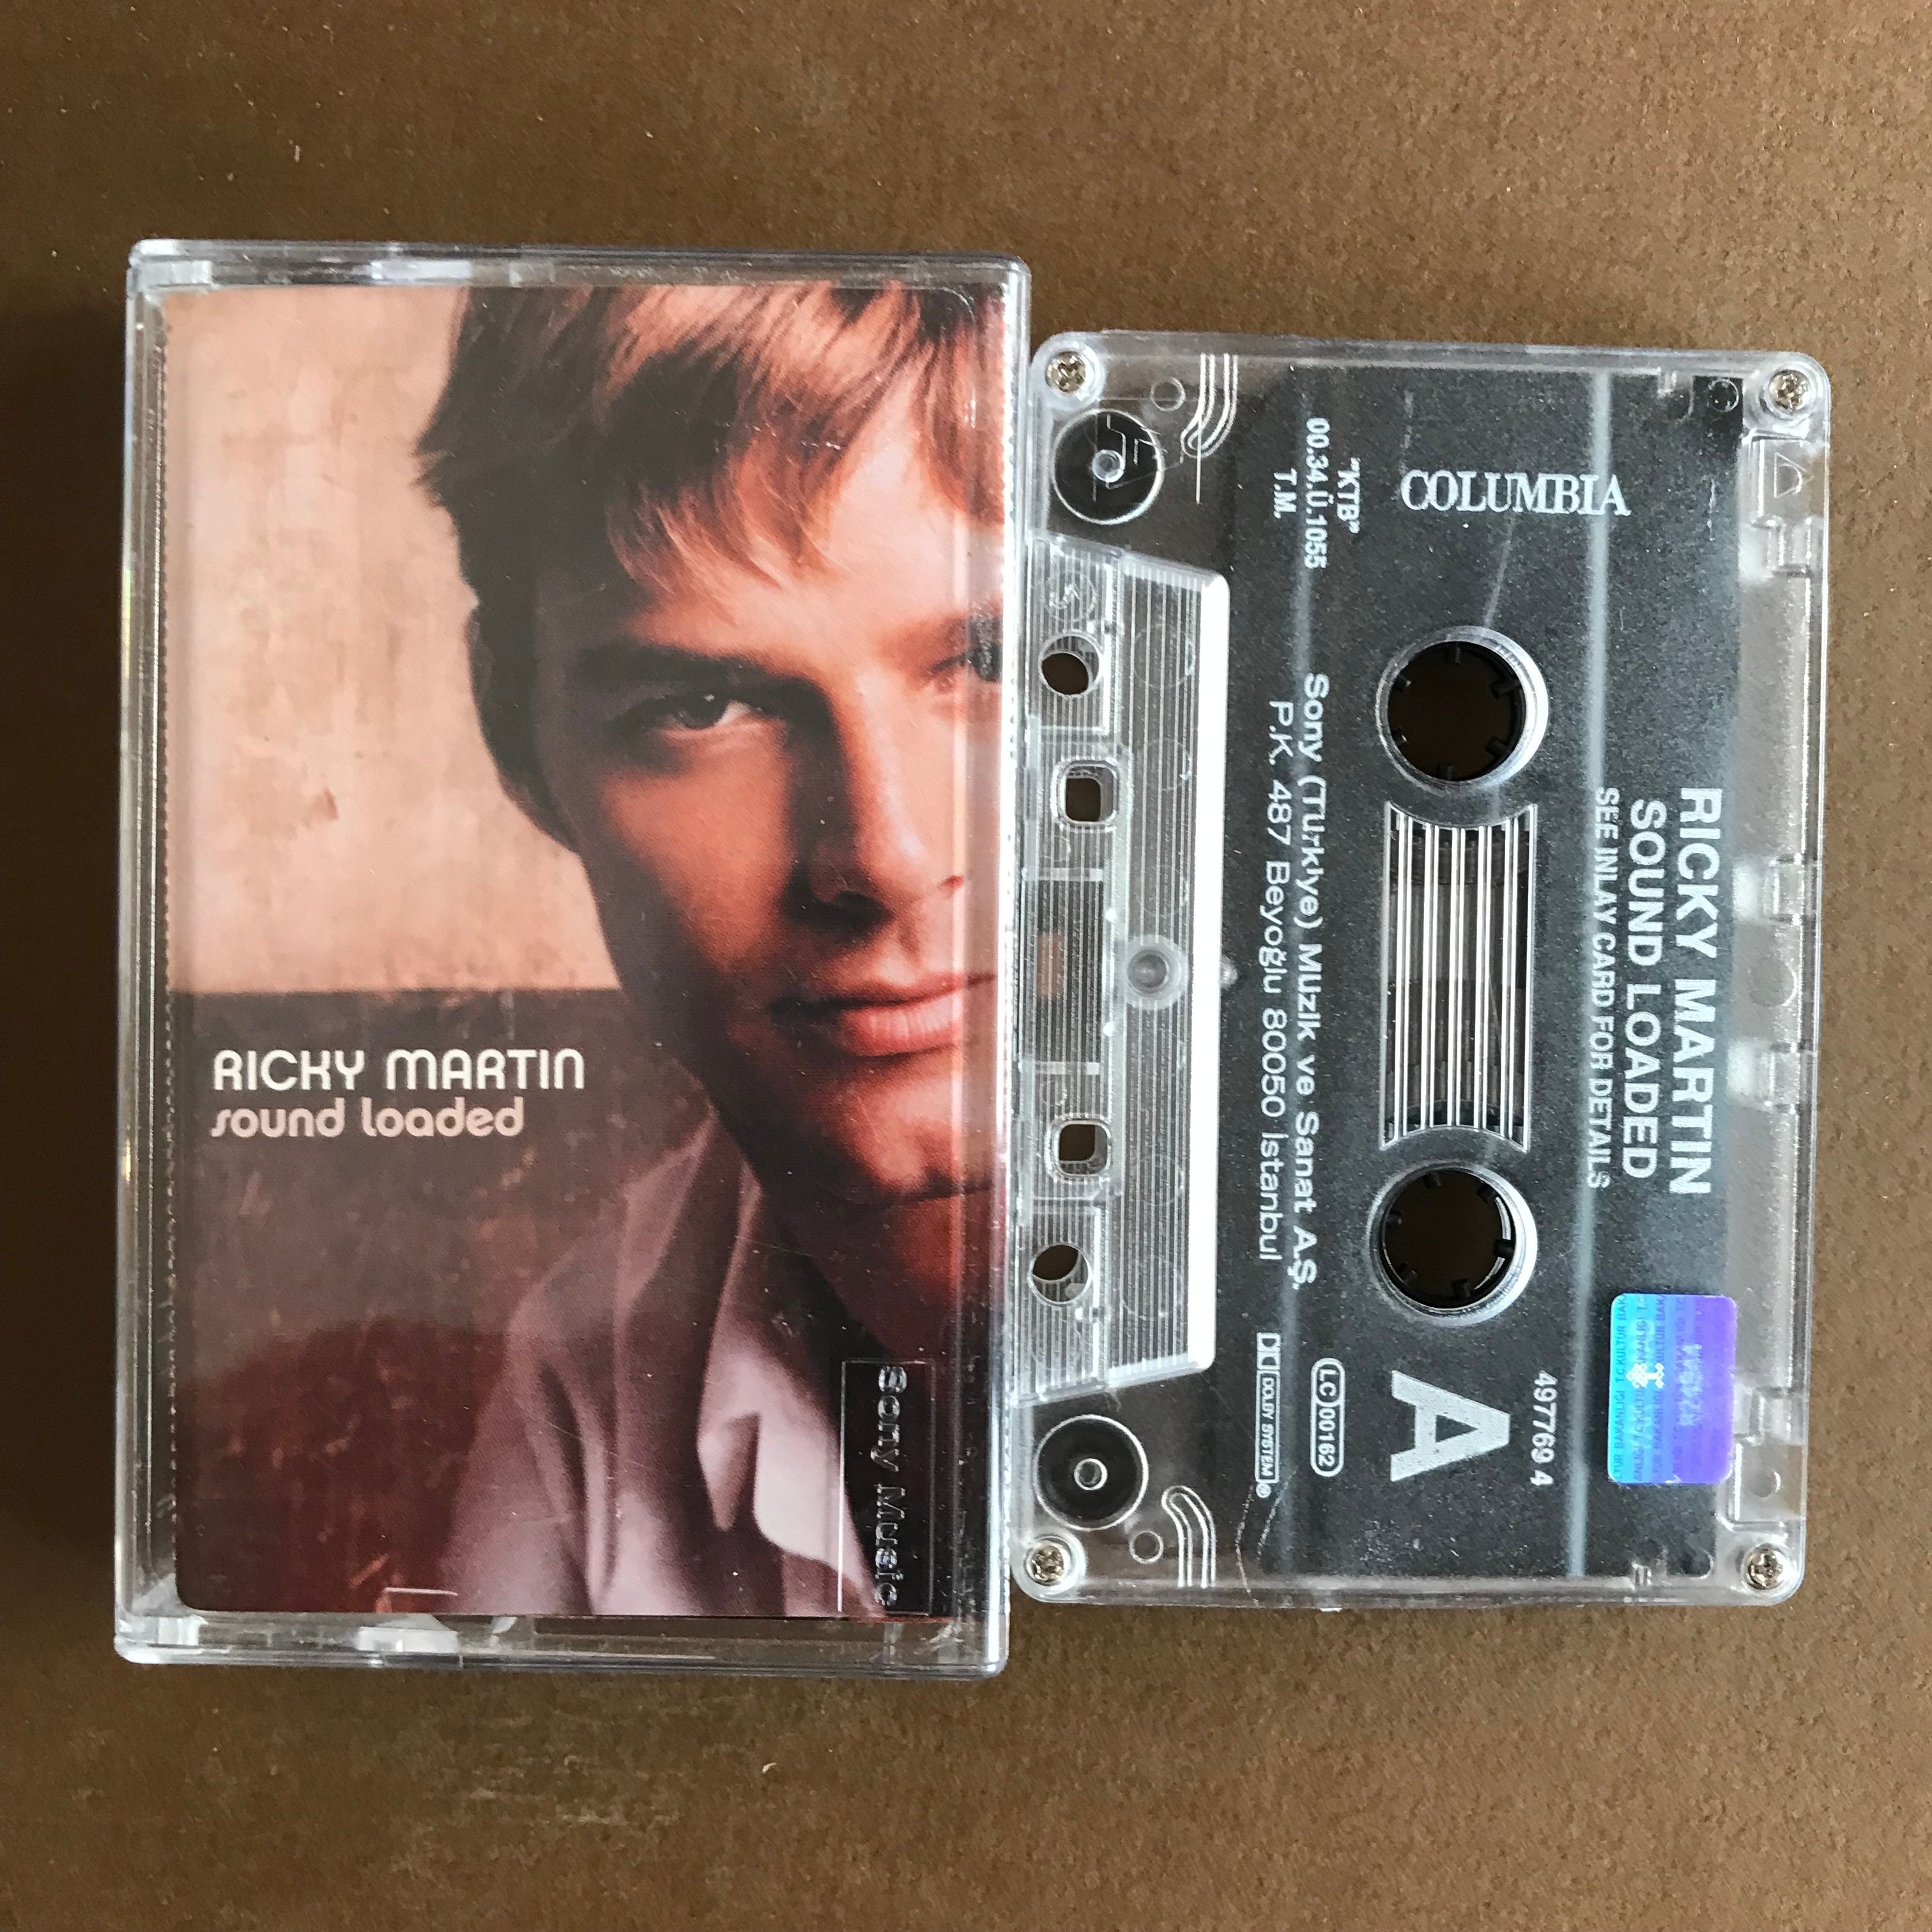 RICKY MARTIN
sound loaded
Sony Music
RICKY MARTIN
SOUND LOADED
SEE INLAY CARD FOR DETAILS
COLUMBIA
497769 4
A
"KTB"
00.34.Ü.1055
T.M.
Sony (Türkiye) Müzik ve Sanat A.Ş.
P.K. 487 Beyoğlu 80050 İstanbul
LC 00162
DOLBY SYSTEM®